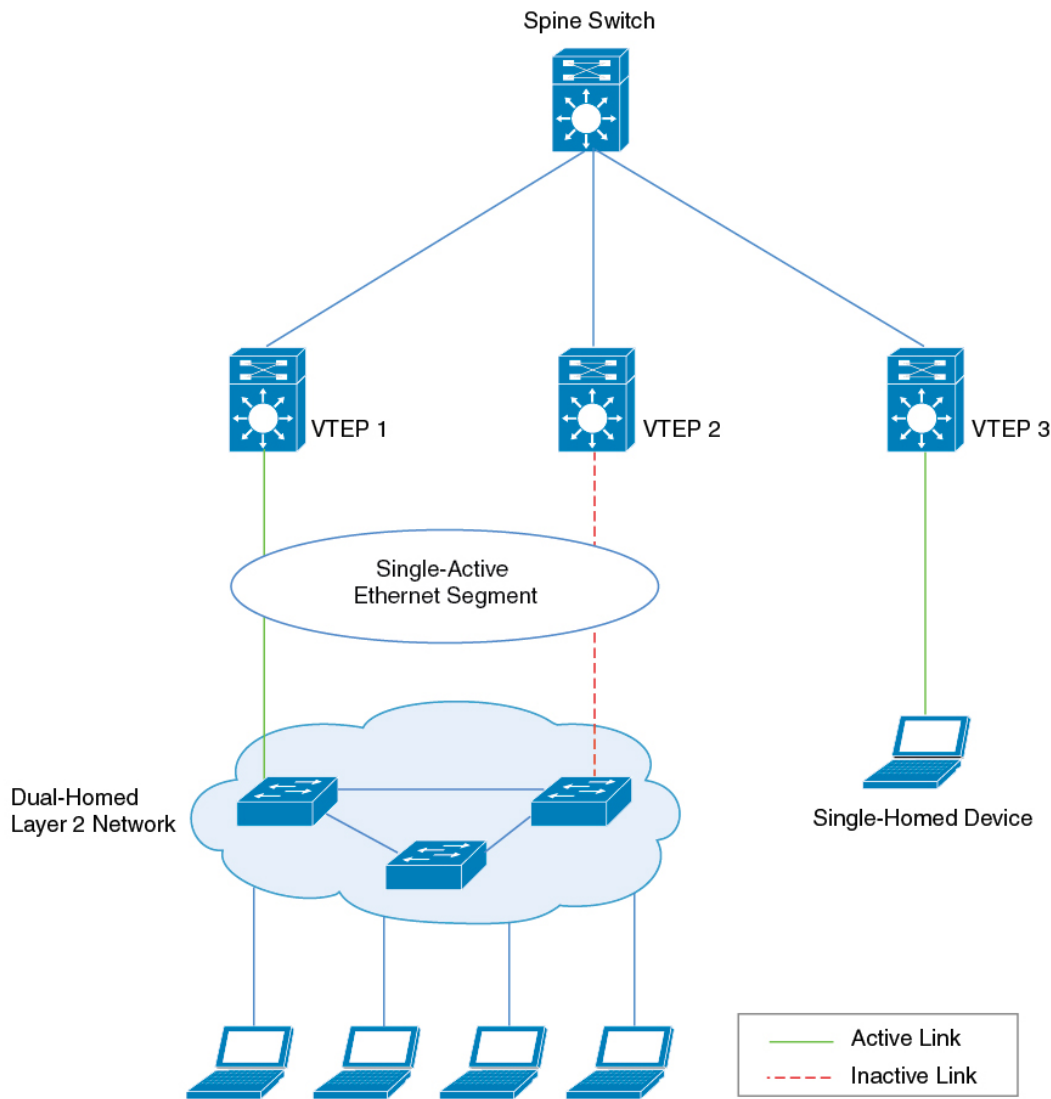 Spine Switch
VTEP 1
VTEP 2
VTEP 3
Single-Active
Ethernet Segment
Dual-Homed
Layer 2 Network
Single-Homed Device
Active Link
Inactive Link